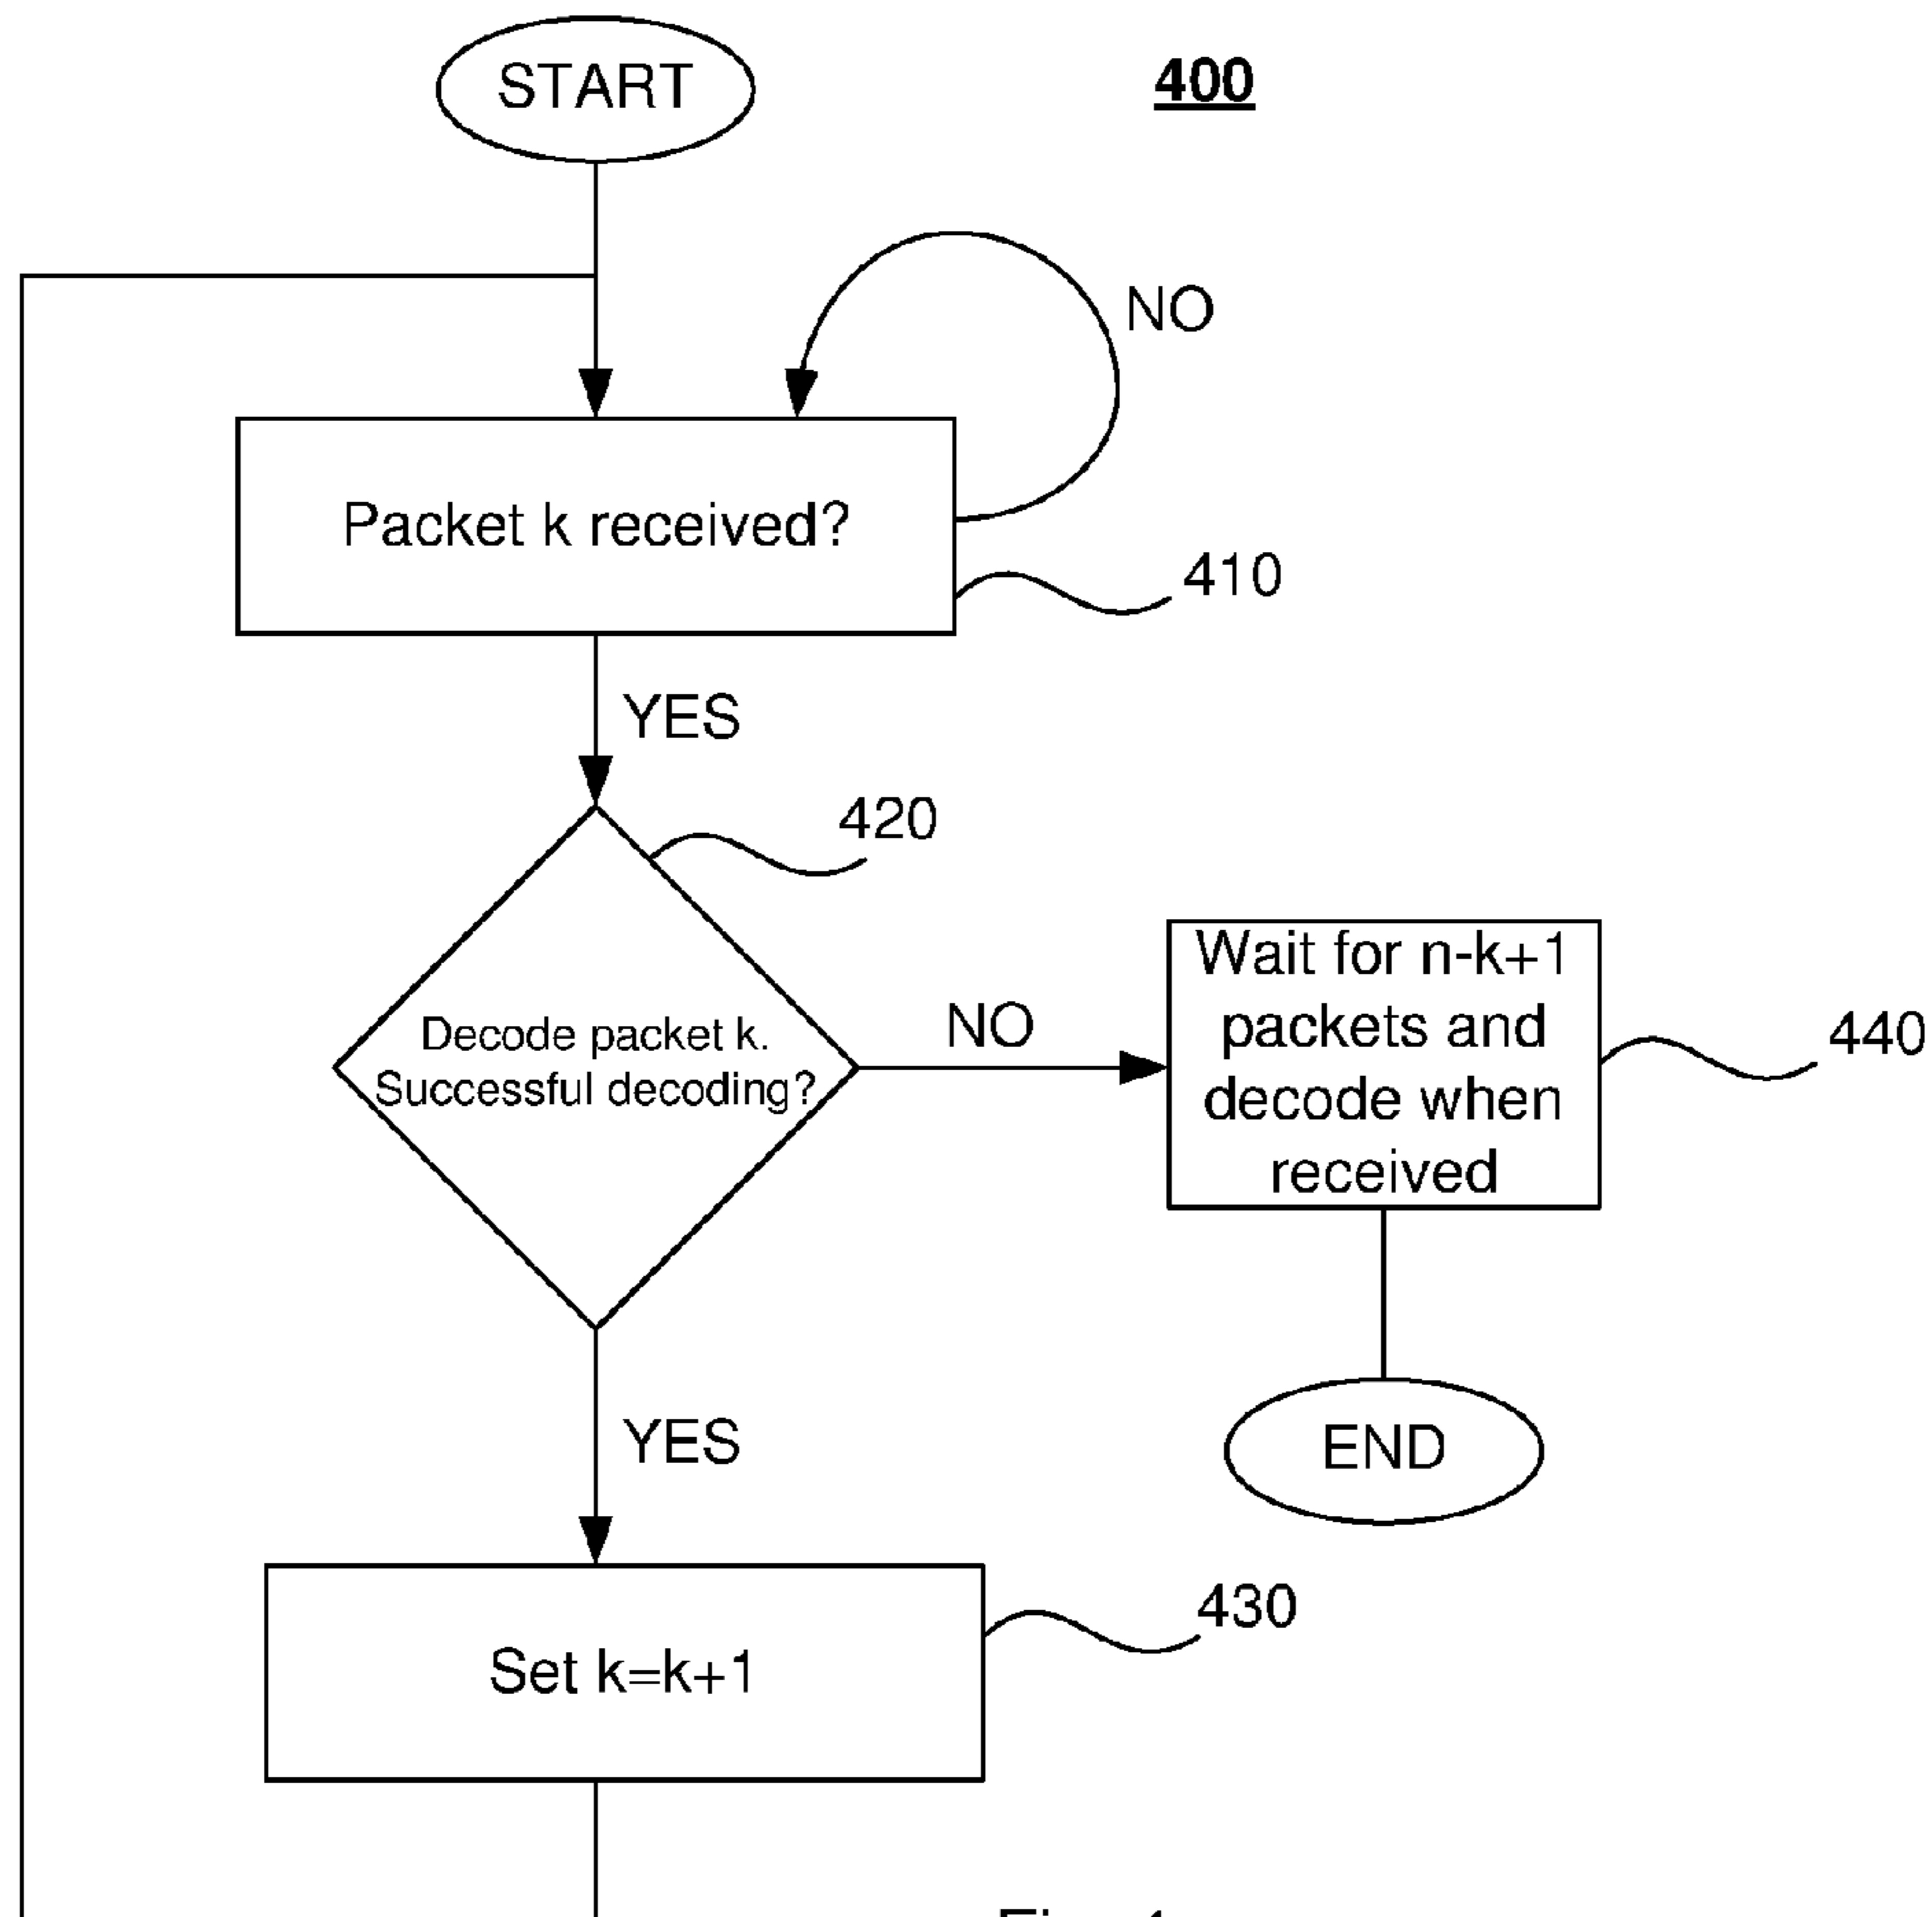 START
400
NO
Packet k received?
410
YES
420
Decode packet k.
Successful decoding?
NO
Wait for n-k+1
packets and
decode when
received
440
YES
END
430
Set k=k+1